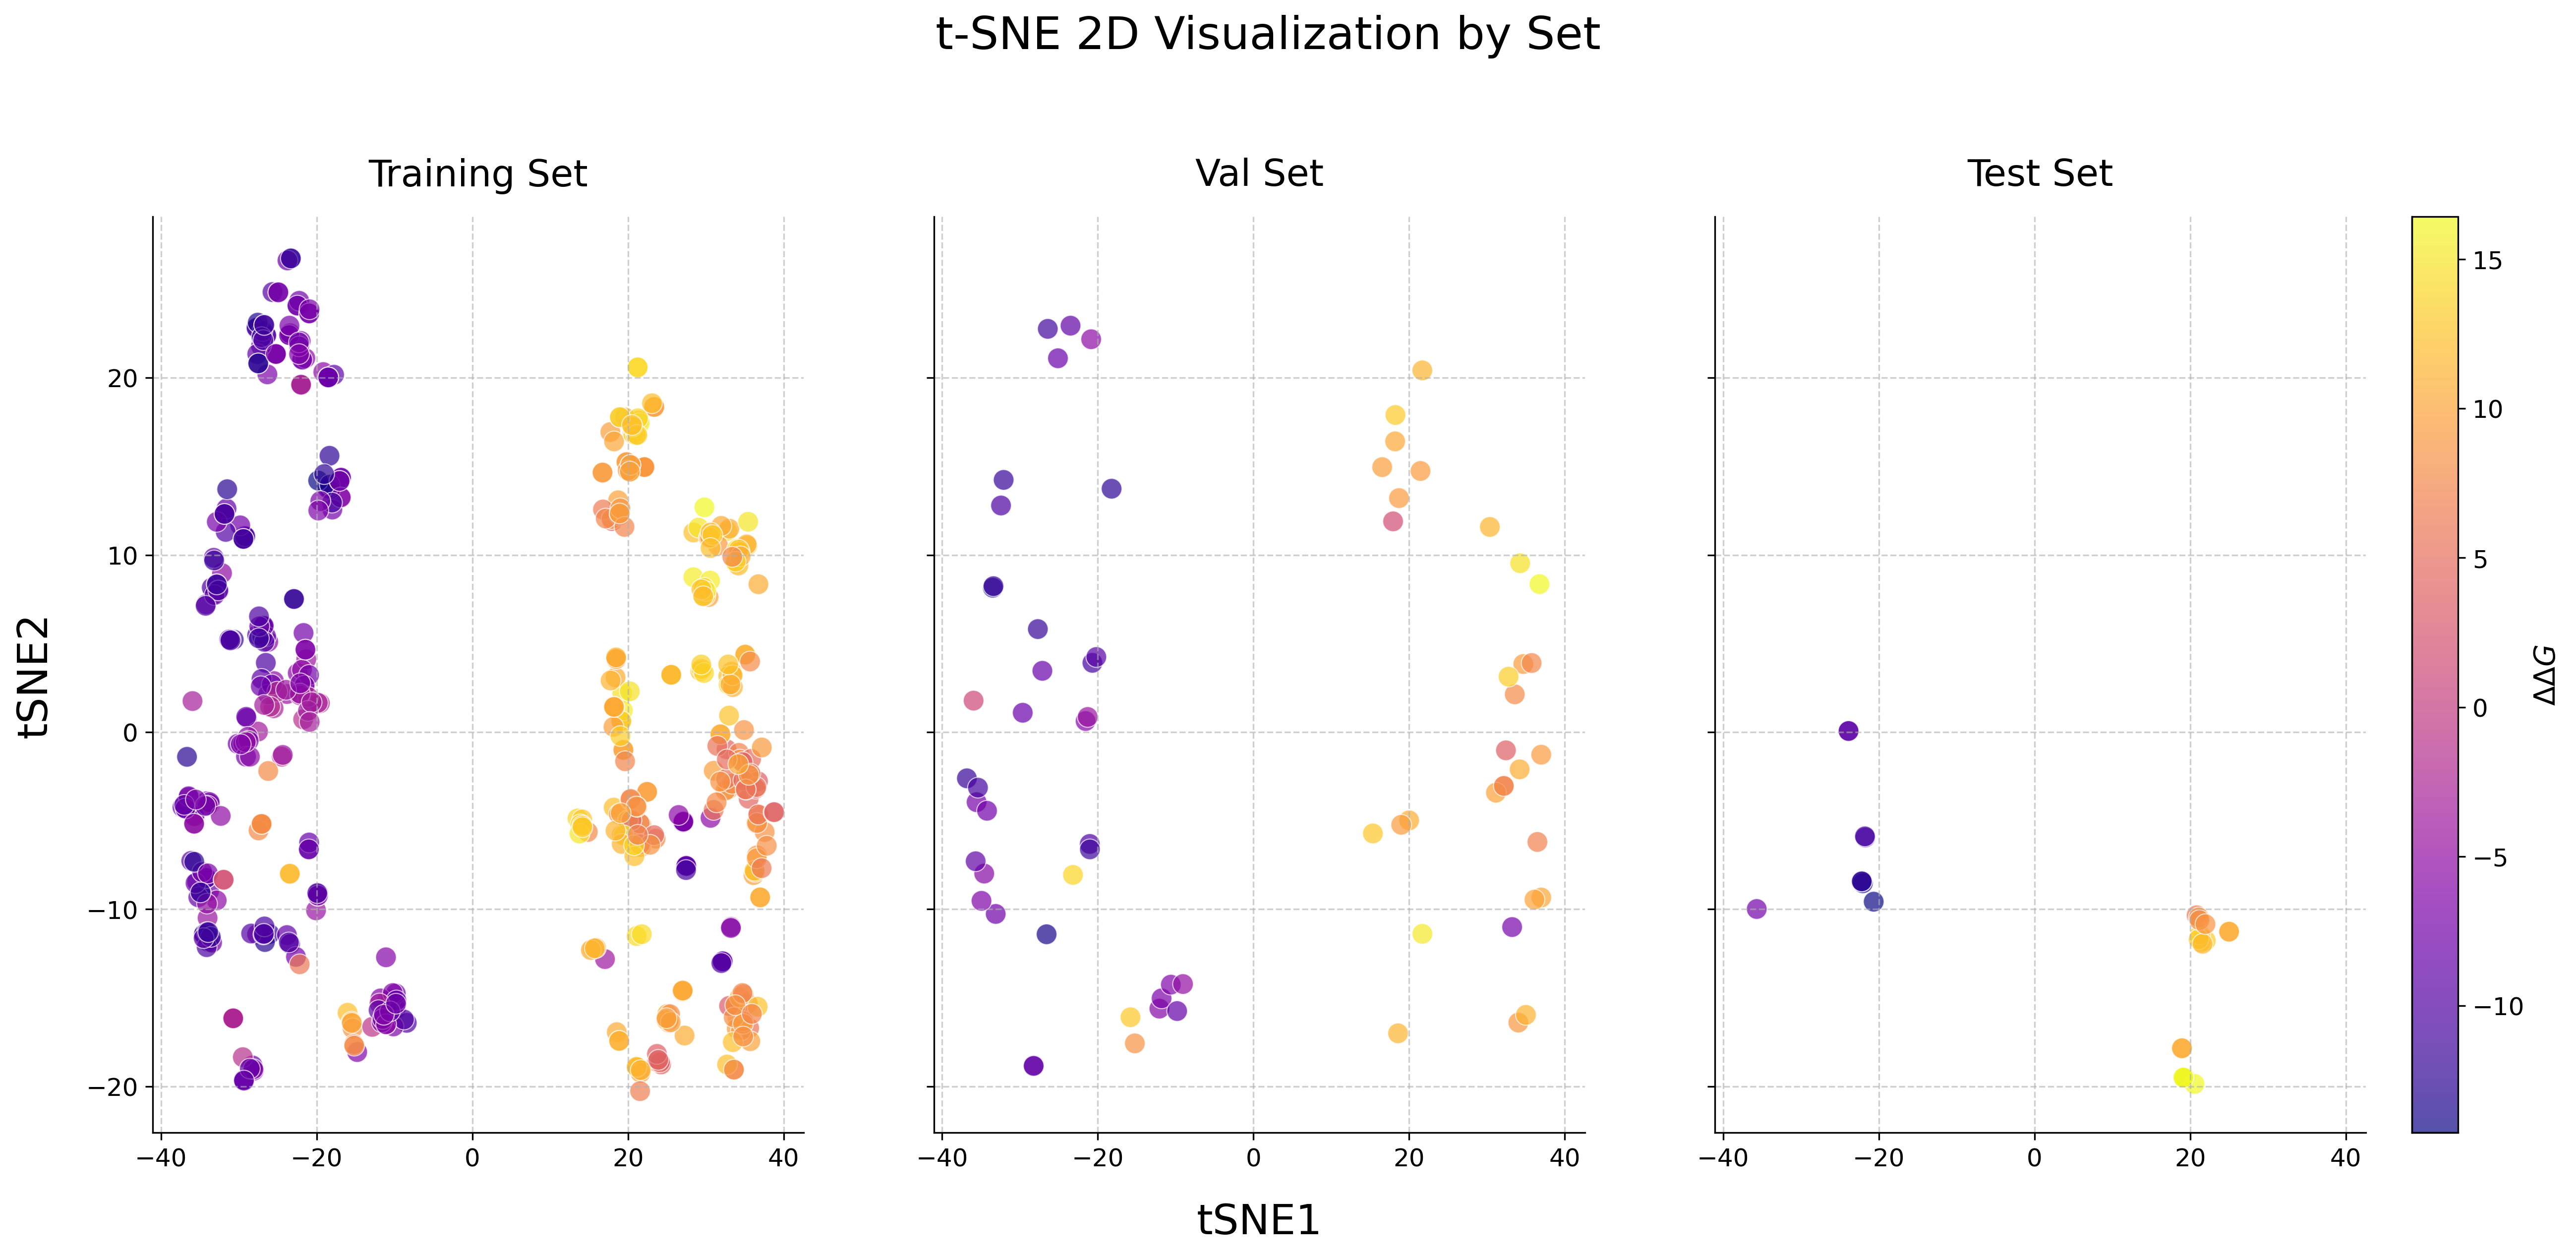 t-SNE 2D Visualization by Set
Training Set
Val Set
Test Set
tSNE2
20
10
0
−10
−20
−40 −20 0 20 40
−40 −20 0 20 40
−40 −20 0 20 40
tSNE1
15
10
5
0
−5
−10
ΔΔG